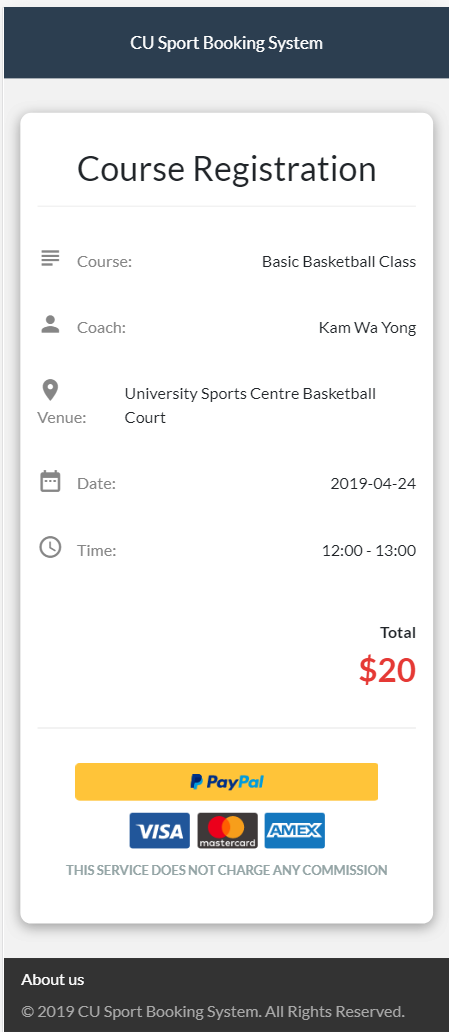 CU Sport Booking System
Course Registration
Course: Basic Basketball Class
Coach: Kam Wa Yong
University Sports Centre Basketball
Venue: Court
Date: 2019-04-24
Time: 12:00 - 13:00
Total
$20
PayPal
VISA mastercard AMEX
THIS SERVICE DOES NOT CHARGE ANY COMMISSION
About us
© 2019 CU Sport Booking System. All Rights Reserved.